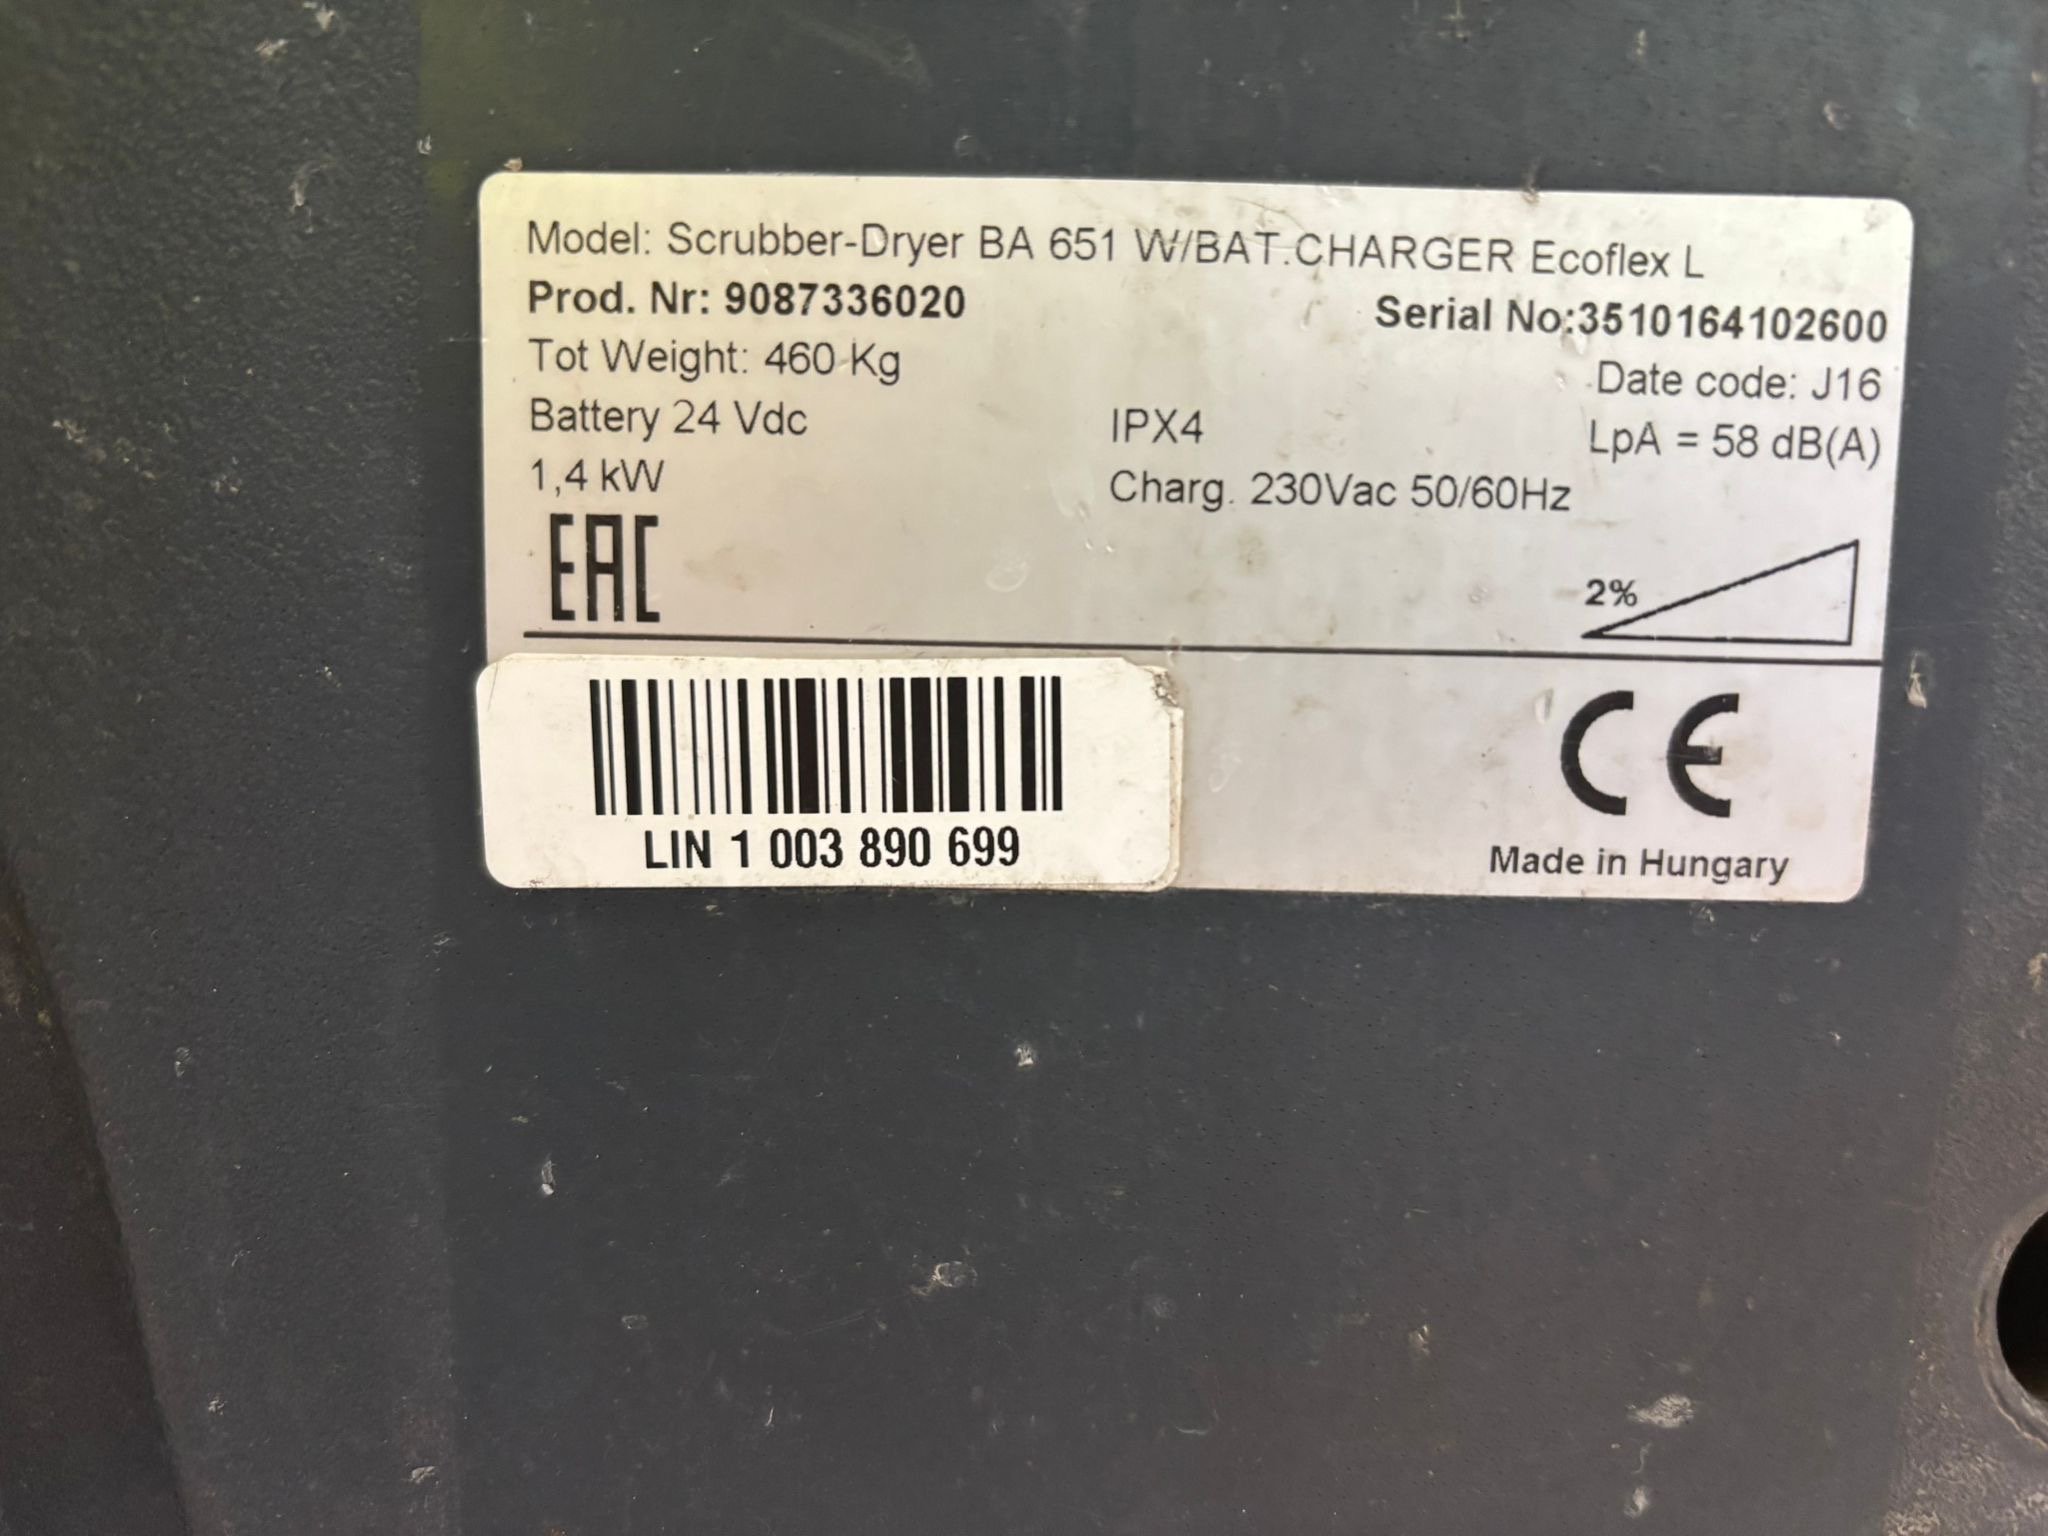 Model: Scrubber-Dryer BA 651 W/BAT.CHARGER Ecoflex L
Prod. Nr: 9087336020 Serial No:3510164102600
Tot Weight: 460 Kg Date code: J16
Battery 24 Vdc IPX4 LpA = 58 dB(A)
1,4 kW Charg. 230Vac 50/60Hz
EAC
2%
LIN 1 003 890 699
CE
Made in Hungary